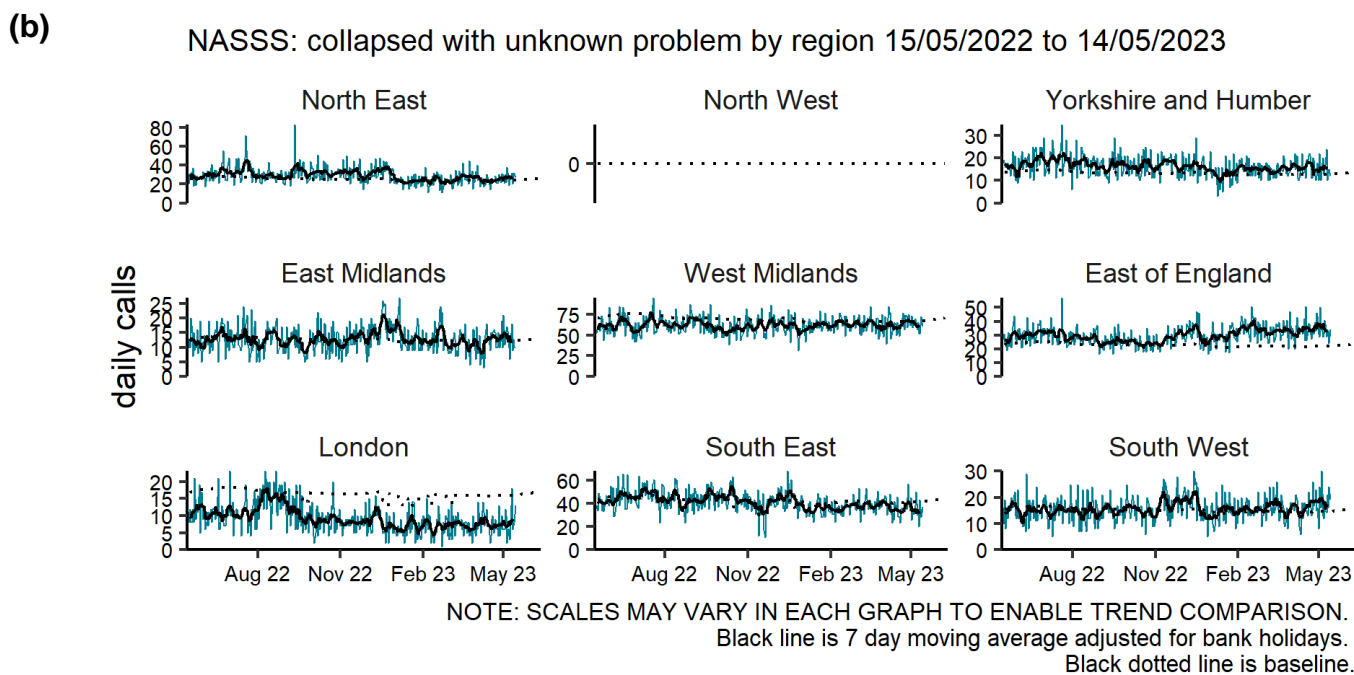 (b)
NASSS: collapsed with unknown problem by region 15/05/2022 to 14/05/2023
North East
North West
Yorkshire and Humber
80
60
40
20
0
0
30
20
10
0
daily calls
East Midlands
West Midlands
East of England
25
20
15
10
5
0
75
50
25
0
50
40
30
20
10
0
London
South East
South West
20
15
10
5
0
60
40
20
0
30
20
10
0
Aug 22 Nov 22 Feb 23 May 23
Aug 22 Nov 22 Feb 23 May 23
Aug 22 Nov 22 Feb 23 May 23
NOTE: SCALES MAY VARY IN EACH GRAPH TO ENABLE TREND COMPARISON.
Black line is 7 day moving average adjusted for bank holidays.
Black dotted line is baseline.